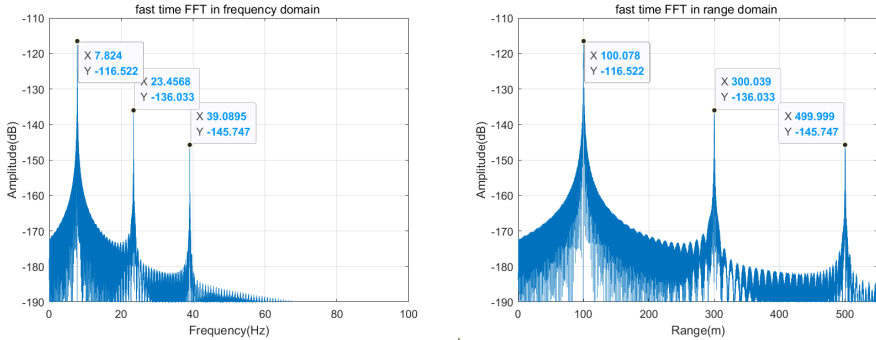 fast time FFT in frequency domain
-110
-120
-130
-140
-150
-160
-170
-180
-190
Amplitude(dB)
X 7.824
Y -116.522
X 23.4568
Y -136.033
X 39.0895
Y -145.747
0 20 40 60 80 100
Frequency(Hz)
fast time FFT in range domain
-110
-120
-130
-140
-150
-160
-170
-180
-190
Amplitude(dB)
X 100.078
Y -116.522
X 300.039
Y -136.033
X 499.999
Y -145.747
0 100 200 300 400 500
Range(m)